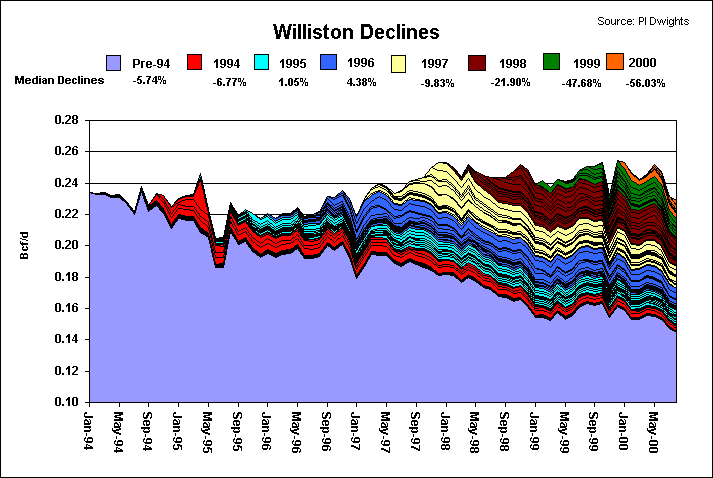 Source: PI Dwights
Williston Declines
Pre-94 1994 1995 1996 1997 1998 1999 2000
Median Declines -5.74% -6.77% 1.05% 4.38% -9.83% -21.90% -47.68% -56.03%
0.28
0.26
0.24
0.22
0.20
0.18
0.16
0.14
0.12
0.10
Bcf/d
Jan-94 May-94 Sep-94 Jan-95 May-95 Sep-95 Jan-96 May-96 Sep-96 Jan-97 May-97 Sep-97 Jan-98 May-98 Sep-98 Jan-99 May-99 Sep-99 Jan-00 May-00